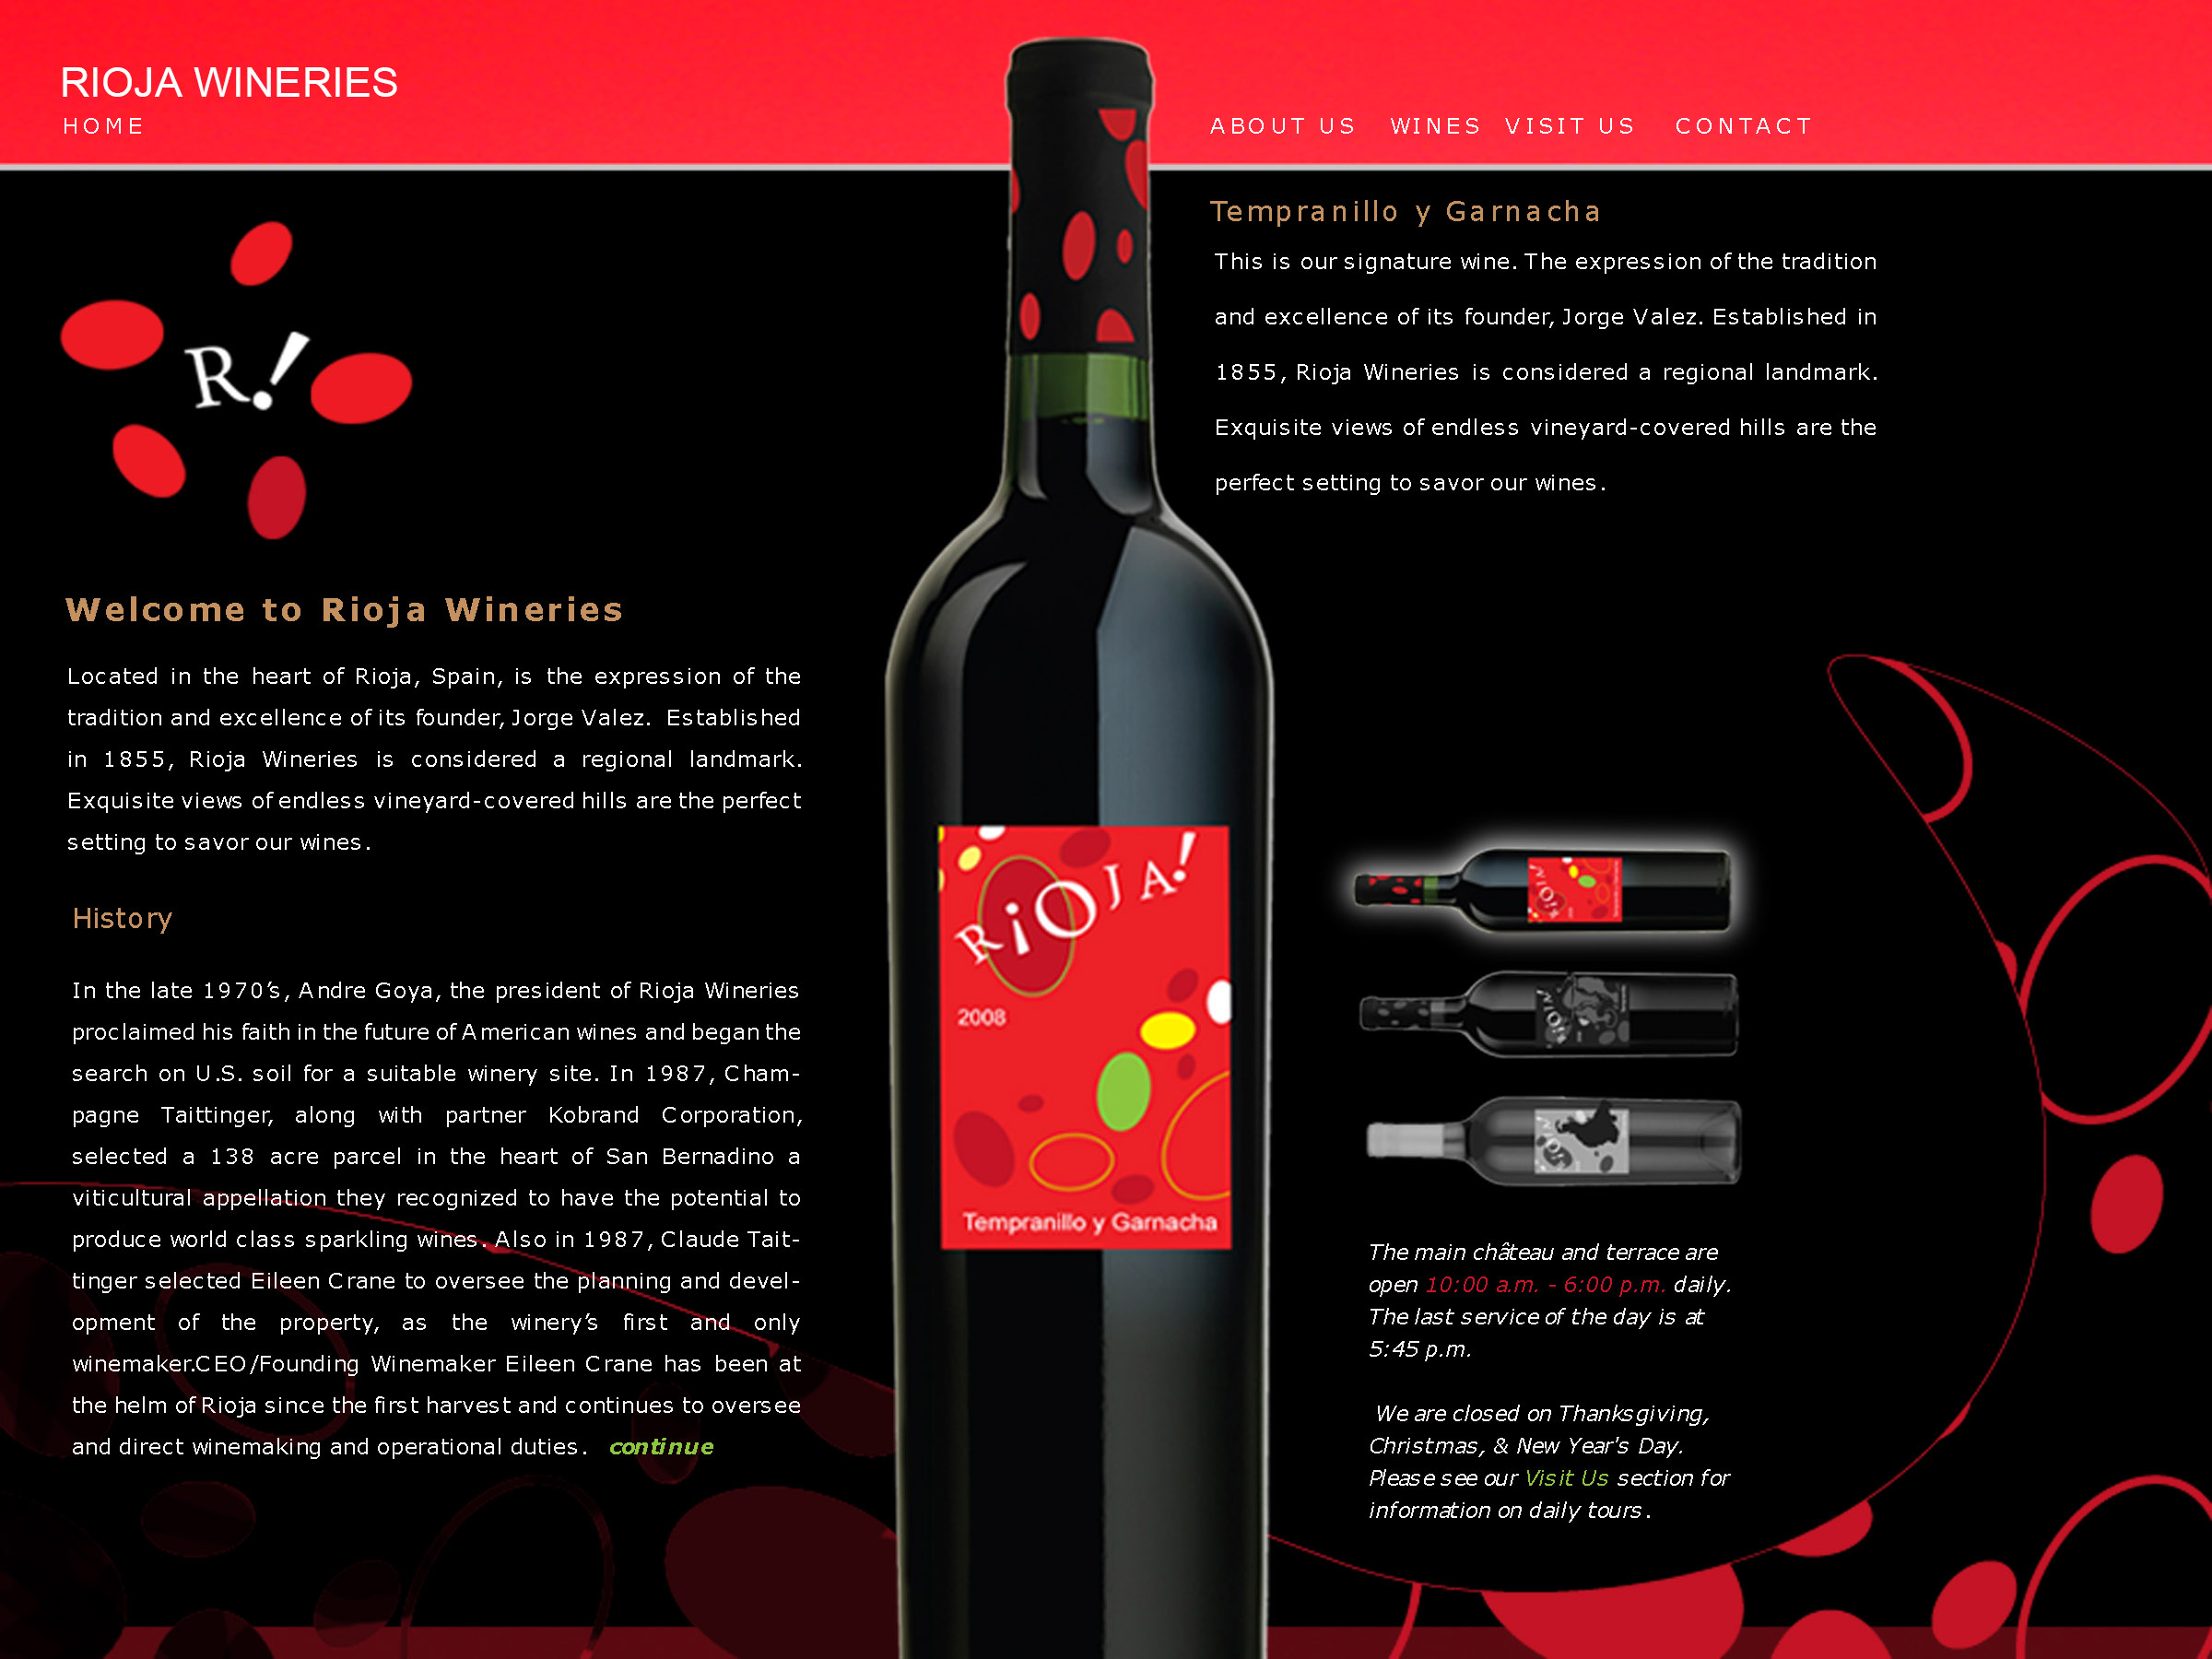 RIOJA WINERIES
HOME
ABOUT US WINES VISIT US CONTACT
R!
Welcome to Rioja Wineries
Located in the heart of Rioja, Spain, is the expression of the
tradition and excellence of its founder, Jorge Valez. Established
in 1855, Rioja Wineries is considered a regional landmark.
Exquisite views of endless vineyard-covered hills are the perfect
setting to savor our wines.
History
In the late 1970’s, Andre Goya, the president of Rioja Wineries
proclaimed his faith in the future of American wines and began the
search on U.S. soil for a suitable winery site. In 1987, Cham-
pagne Taittinger, along with partner Kobrand Corporation,
selected a 138 acre parcel in the heart of San Bernadino a
viticultural appellation they recognized to have the potential to
produce world class sparkling wines. Also in 1987, Claude Tait-
tinger selected Eileen Crane to oversee the planning and devel-
opment of the property, as the winery’s first and only
winemaker.CEO/Founding Winemaker Eileen Crane has been at
the helm of Rioja since the first harvest and continues to oversee
and direct winemaking and operational duties. continue
R¡OJA!
2008
Tempranillo y Garnacha
Tempranillo y Garnacha
This is our signature wine. The expression of the tradition
and excellence of its founder, Jorge Valez. Established in
1855, Rioja Wineries is considered a regional landmark.
Exquisite views of endless vineyard-covered hills are the
perfect setting to savor our wines.
The main château and terrace are
open 10:00 a.m. - 6:00 p.m. daily.
The last service of the day is at
5:45 p.m.
We are closed on Thanksgiving,
Christmas, & New Year's Day.
Please see our Visit Us section for
information on daily tours.